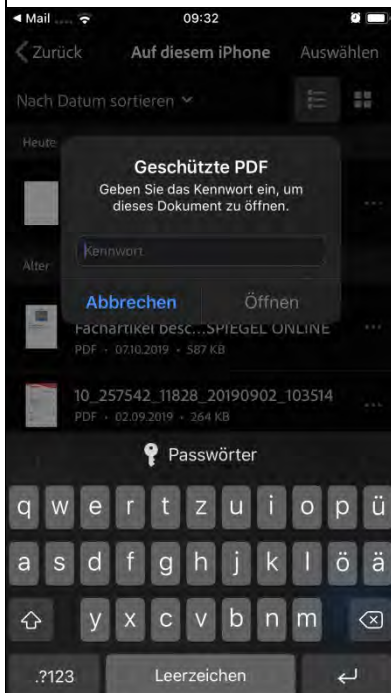 ◀ Mail .... 09:32
Zurück Auf diesem iPhone Auswählen
Nach Datum sortieren
Heute
Geschützte PDF
Geben Sie das Kennwort ein, um
dieses Dokument zu öffnen.
Kennwort
Älter
Abbrechen Öffnen
Fachartikel besc...SPIEGEL ONLINE
PDF · 07.10.2019 · 587 KB
10_257542_11828_20190902_103514
PDF · 02.09.2019 · 264 KB
Passwörter
q w e r t z u i o p ü
a s d f g h j k l ö ä
y x c v b n m
.?123 Leerzeichen